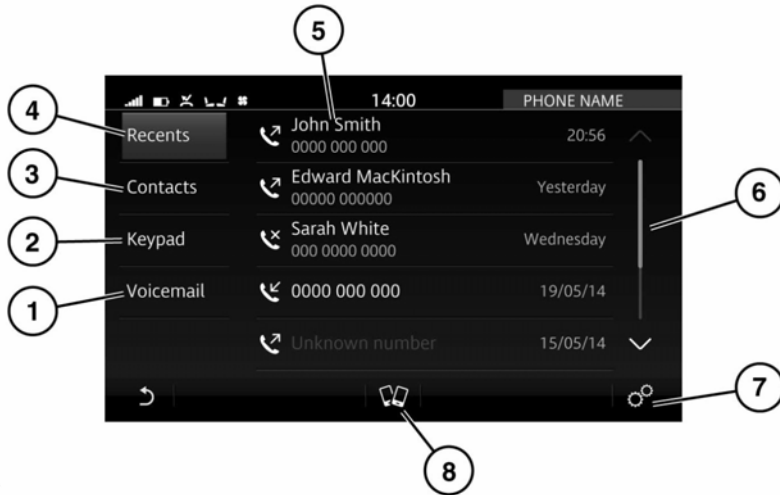 5
14:00 PHONE NAME
4
Recents
John Smith 20:56
0000 000 000
3
Contacts
Edward MacKintosh Yesterday
00000 000000
6
2
Keypad
Sarah White Wednesday
000 0000 0000
1
Voicemail
0000 000 000 19/05/14
Unknown number 15/05/14
7
8